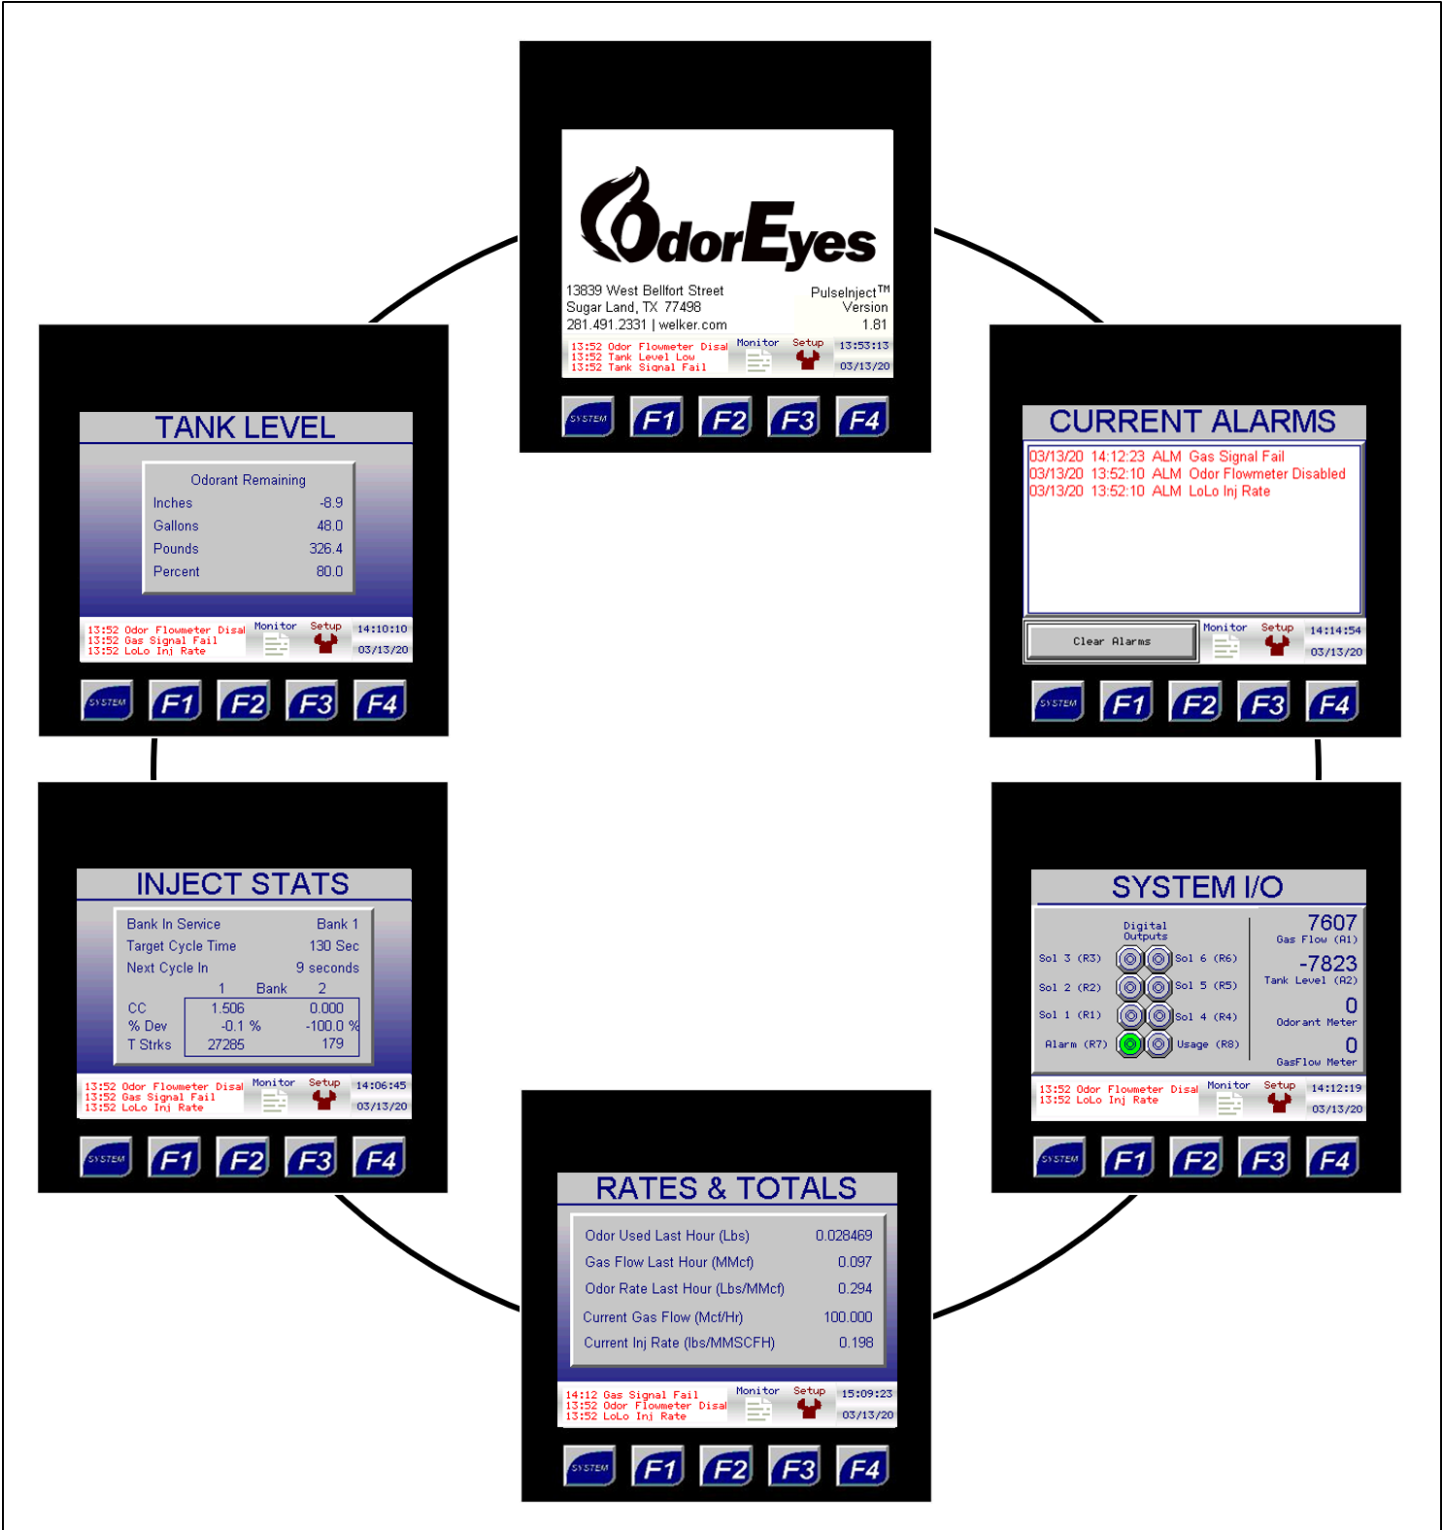 OdorEyes
13839 West Bellfort Street
Sugar Land, TX 77498
281.491.2331 | welker.com
PulseInject™
Version
1.81
13:52 Odor Flowmeter Disal
13:52 Tank Level Low
13:52 Tank Signal Fail
Monitor
Setup
13:53:13
03/13/20
SYSTEM F1 F2 F3 F4
TANK LEVEL
Odorant Remaining
Inches -8.9
Gallons 48.0
Pounds 326.4
Percent 80.0
13:52 Odor Flowmeter Disal
13:52 Gas Signal Fail
13:52 LoLo Inj Rate
Monitor
Setup
14:10:10
03/13/20
SYSTEM F1 F2 F3 F4
CURRENT ALARMS
03/13/20 14:12:23 ALM Gas Signal Fail
03/13/20 13:52:10 ALM Odor Flowmeter Disabled
03/13/20 13:52:10 ALM LoLo Inj Rate
Clear Alarms
Monitor
Setup
14:14:54
03/13/20
SYSTEM F1 F2 F3 F4
INJECT STATS
Bank In Service Bank 1
Target Cycle Time 130 Sec
Next Cycle In 9 seconds
1 Bank 2
CC 1.506 0.000
% Dev -0.1 % -100.0 %
T Strks 27285 179
13:52 Odor Flowmeter Disal
13:52 Gas Signal Fail
13:52 LoLo Inj Rate
Monitor
Setup
14:06:45
03/13/20
SYSTEM F1 F2 F3 F4
SYSTEM I/O
Digital
Outputs
Sol 3 (R3) Sol 6 (R6)
Sol 2 (R2) Sol 5 (R5)
Sol 1 (R1) Sol 4 (R4)
Alarm (R7) Usage (R8)
7607
Gas Flow (A1)
-7823
Tank Level (A2)
0
Odorant Meter
0
GasFlow Meter
13:52 Odor Flowmeter Disal
13:52 LoLo Inj Rate
Monitor
Setup
14:12:19
03/13/20
SYSTEM F1 F2 F3 F4
RATES & TOTALS
Odor Used Last Hour (Lbs) 0.028469
Gas Flow Last Hour (MMcf) 0.097
Odor Rate Last Hour (Lbs/MMcf) 0.294
Current Gas Flow (Mcf/Hr) 100.000
Current Inj Rate (lbs/MMSCFH) 0.198
14:12 Gas Signal Fail
13:52 Odor Flowmeter Disal
13:52 LoLo Inj Rate
Monitor
Setup
15:09:23
03/13/20
SYSTEM F1 F2 F3 F4